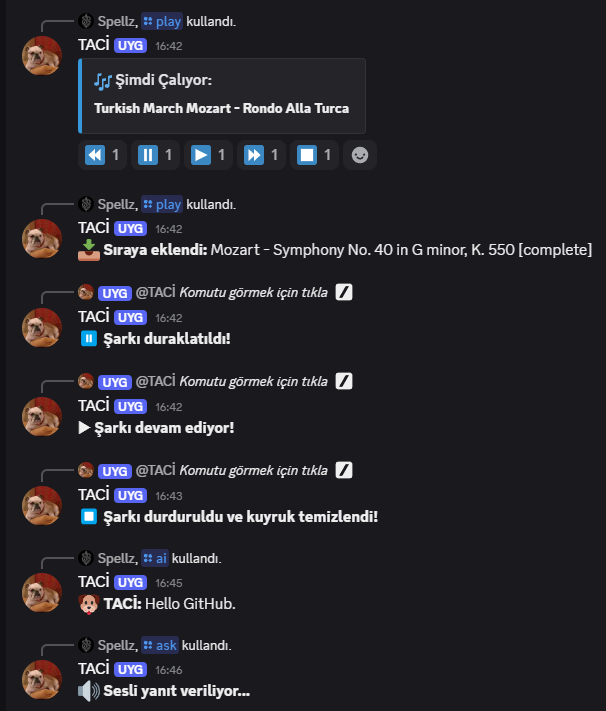 Spellz, play kullandı.
TACİ UYG 16:42
Şimdi Çalıyor:
Turkish March Mozart - Rondo Alla Turca
1 1 1 1 1
Spellz, play kullandı.
TACİ UYG 16:42
Sıraya eklendi: Mozart - Symphony No. 40 in G minor, K. 550 [complete]
UYG @TACİ Komutu görmek için tıkla
TACİ UYG 16:42
Şarkı duraklatıldı!
UYG @TACİ Komutu görmek için tıkla
TACİ UYG 16:42
Şarkı devam ediyor!
UYG @TACİ Komutu görmek için tıkla
TACİ UYG 16:43
Şarkı durduruldu ve kuyruk temizlendi!
Spellz, ai kullandı.
TACİ UYG 16:45
TACİ: Hello GitHub.
Spellz, ask kullandı.
TACİ UYG 16:46
Sesli yanıt veriliyor...